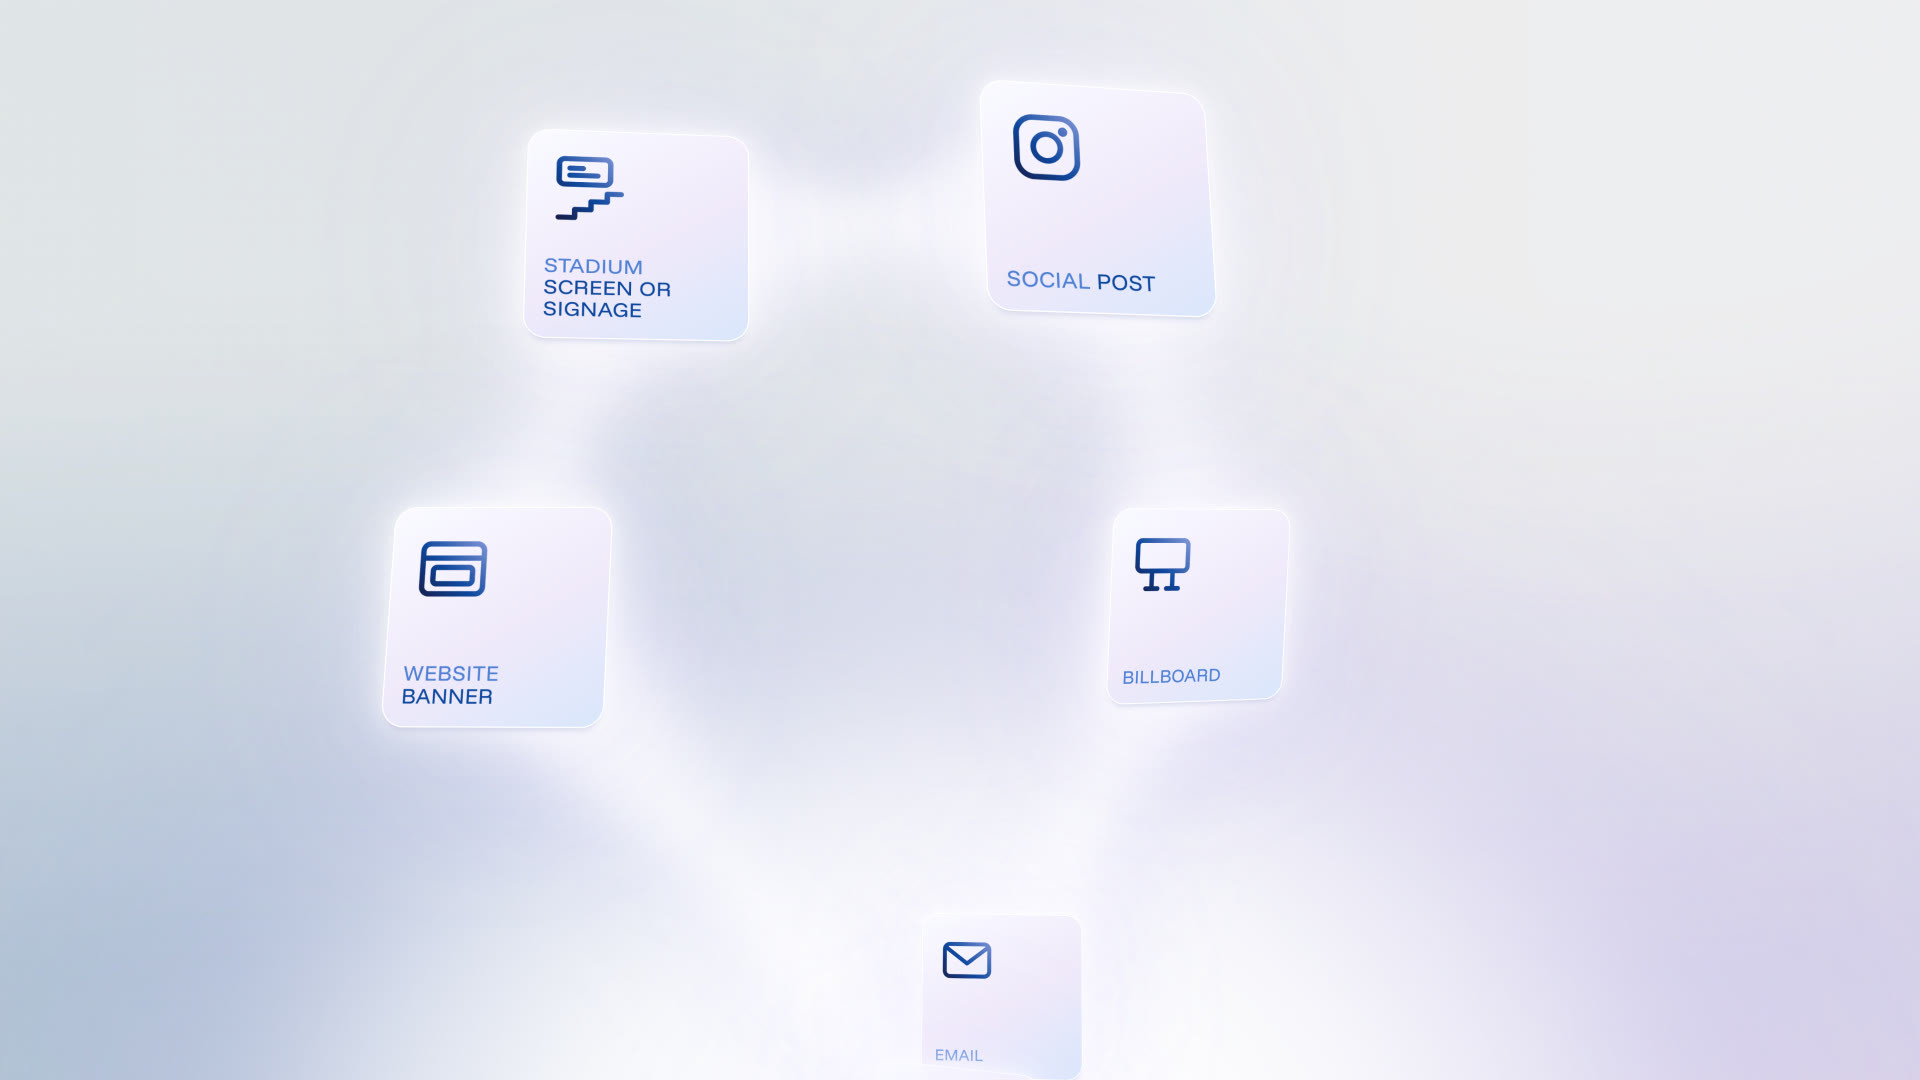 STADIUM
SCREEN OR
SIGNAGE
SOCIAL POST
WEBSITE
BANNER
BILLBOARD
EMAIL